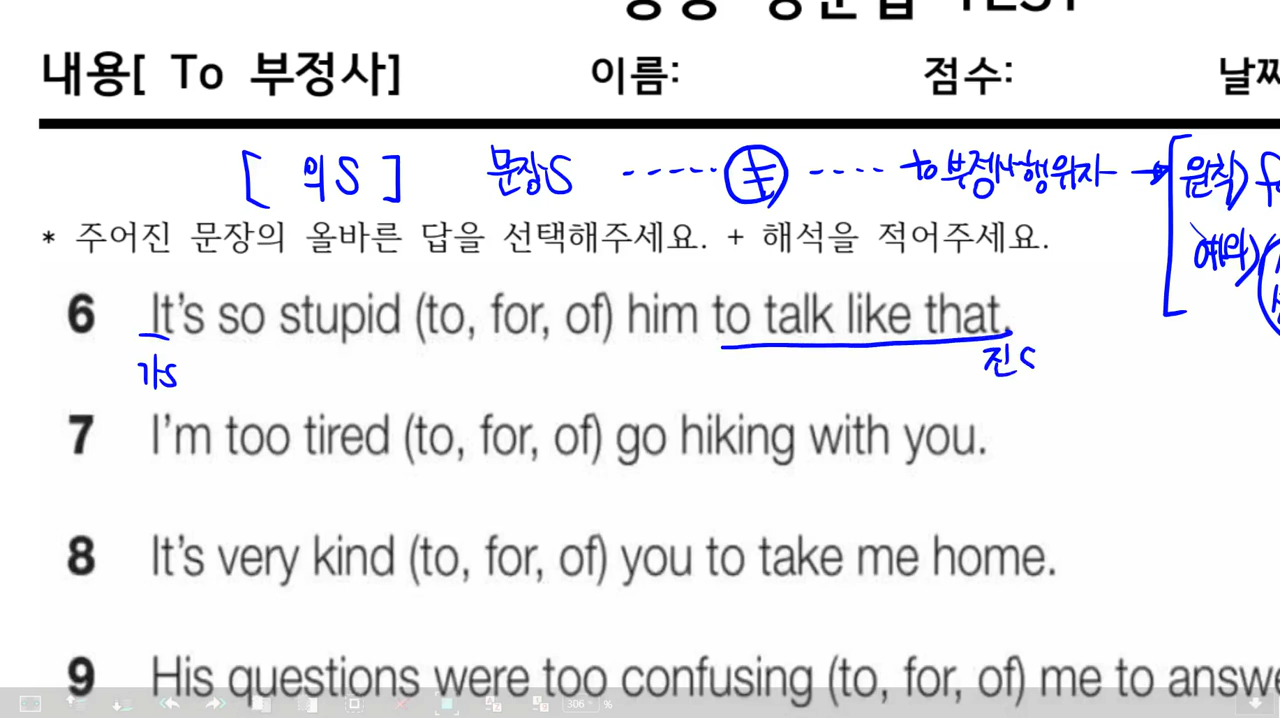 TEST
내용[ To 부정사] 이름: 점수: 날짜
[ 의S ] 문장S ------ ≠ ---- to부정사행위자 → 원칙) fo
예외)
* 주어진 문장의 올바른 답을 선택해주세요. + 해석을 적어주세요.
6 It's so stupid (to, for, of) him to talk like that.
가S 진S
7 I'm too tired (to, for, of) go hiking with you.
8 It's very kind (to, for, of) you to take me home.
9 His questions were too confusing (to, for, of) me to answe
306 %